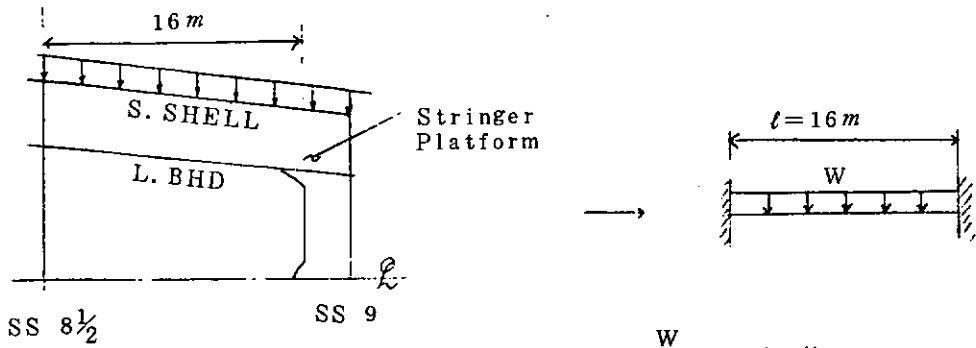 16 m
S. SHELL
Stringer
Platform
L. BHD
℄
SS 8½
SS 9
ℓ = 16 m
W
W